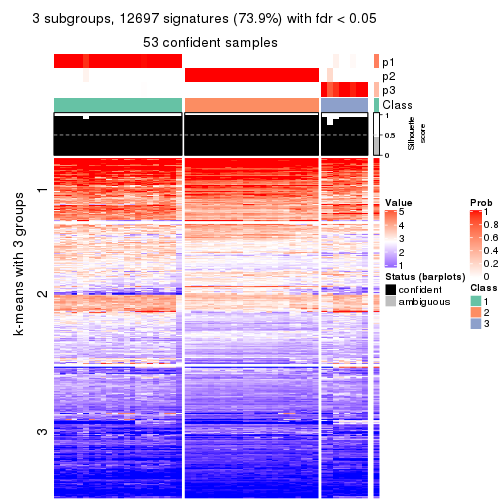 3 subgroups, 12697 signatures (73.9%) with fdr < 0.05
53 confident samples
p1
p2
p3
Class
1
0.5
0
Silhouette
score
k-means with 3 groups
1
2
3
Value
5
4
3
2
1
Status (barplots)
confident
ambiguous
Prob
1
0.8
0.6
0.4
0.2
0
Class
1
2
3